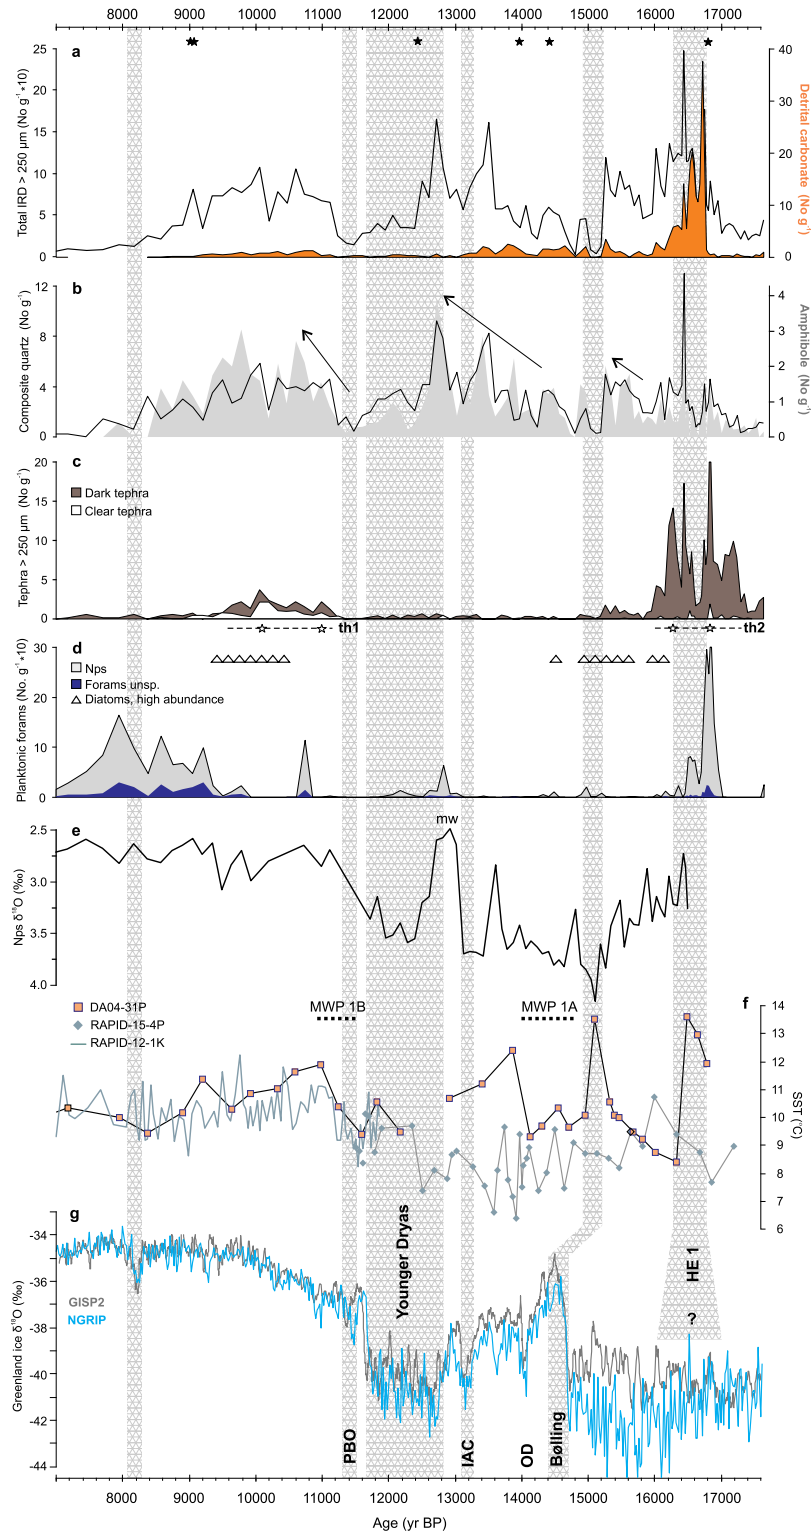 8000 9000 10000 11000 12000 13000 14000 15000 16000 17000
a
Total IRD > 250 µm (No g⁻¹*10)
25
20
15
10
5
0
40
30
20
10
0
Detrital carbonate (No g⁻¹)
b
Composite quartz (No g⁻¹)
12
8
4
0
4
3
2
1
0
Amphibole (No g⁻¹)
c
Tephra > 250 µm (No g⁻¹)
20
15
10
5
0
Dark tephra
Clear tephra
th1
th2
d
Planktonic forams (No. g⁻¹*10)
30
20
10
0
Nps
Forams unsp.
Diatoms, high abundance
e
Nps δ¹⁸O (‰)
2.5
3.0
3.5
4.0
mw
DA04-31P
RAPID-15-4P
RAPID-12-1K
MWP 1B
MWP 1A
f
14
13
12
11
10
9
8
7
6
SST (°C)
g
Greenland ice δ¹⁸O (‰)
-34
-36
-38
-40
-42
-44
GISP2
NGRIP
PBO
Younger Dryas
IAC
OD
Bølling
HE 1
?
8000 9000 10000 11000 12000 13000 14000 15000 16000 17000
Age (yr BP)